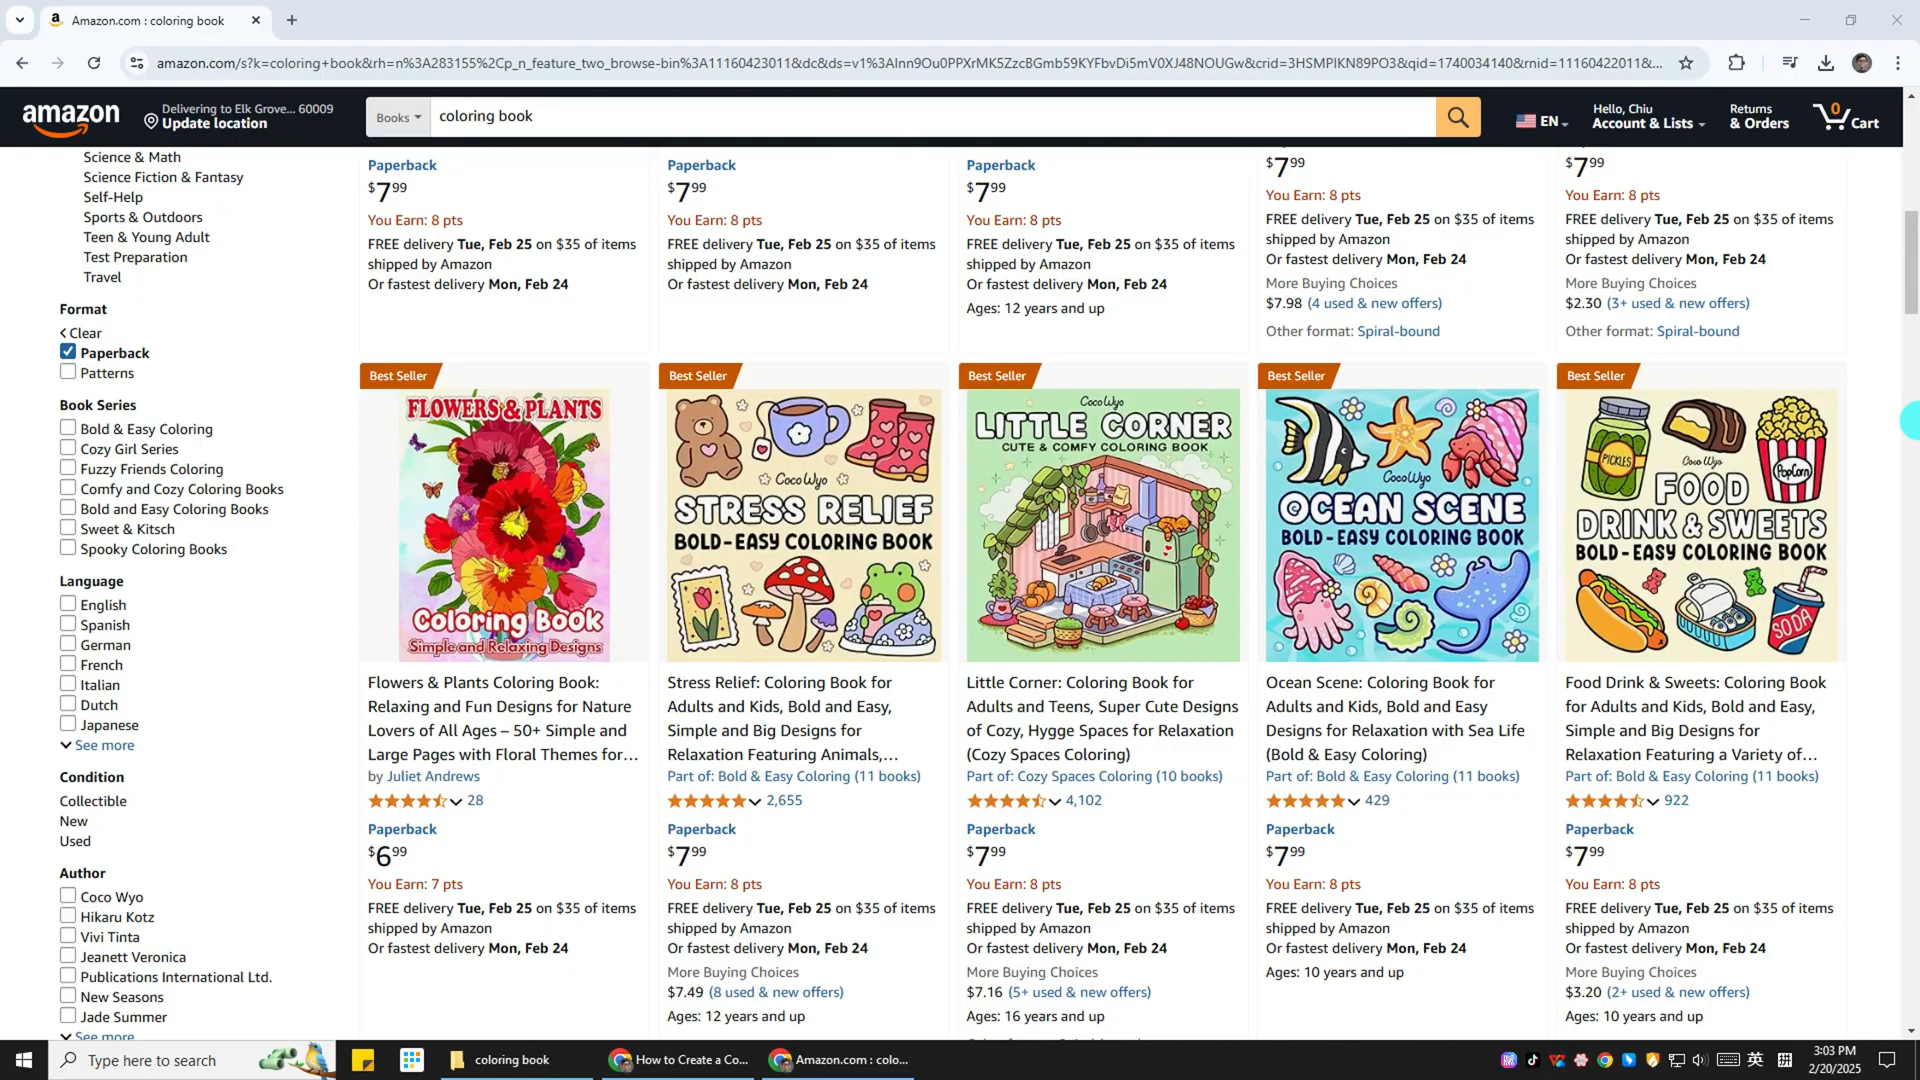 Amazon.com : coloring book
amazon.com/s?k=coloring+book&rh=n%3A283155%2Cp_n_feature_two_browse-bin%3A11160423011&dc&ds=v1%3AInn9Ou0PPXrMK5ZzcBGmb59KYFbvDi5mV0XJ48NOUGw&crid=3HSMPIKN89PO3&qid=1740034140&rnid=11160422011&...
amazon
Delivering to Elk Grove... 60009
Update location
Books
coloring book
EN
Hello, Chiu
Account & Lists
Returns
& Orders
0
Cart
Science & Math
Science Fiction & Fantasy
Self-Help
Sports & Outdoors
Teen & Young Adult
Test Preparation
Travel
Format
Clear
Paperback
Patterns
Book Series
Bold & Easy Coloring
Cozy Girl Series
Fuzzy Friends Coloring
Comfy and Cozy Coloring Books
Bold and Easy Coloring Books
Sweet & Kitsch
Spooky Coloring Books
Language
English
Spanish
German
French
Italian
Dutch
Japanese
See more
Condition
Collectible
New
Used
Author
Coco Wyo
Hikaru Kotz
Vivi Tinta
Jeanett Veronica
Publications International Ltd.
New Seasons
Jade Summer
See more
Paperback
$7.99
You Earn: 8 pts
FREE delivery Tue, Feb 25 on $35 of items
shipped by Amazon
Or fastest delivery Mon, Feb 24
Paperback
$7.99
You Earn: 8 pts
FREE delivery Tue, Feb 25 on $35 of items
shipped by Amazon
Or fastest delivery Mon, Feb 24
Paperback
$7.99
You Earn: 8 pts
FREE delivery Tue, Feb 25 on $35 of items
shipped by Amazon
Or fastest delivery Mon, Feb 24
Ages: 12 years and up
$7.99
You Earn: 8 pts
FREE delivery Tue, Feb 25 on $35 of items
shipped by Amazon
Or fastest delivery Mon, Feb 24
More Buying Choices
$7.98 (4 used & new offers)
Other format: Spiral-bound
$7.99
You Earn: 8 pts
FREE delivery Tue, Feb 25 on $35 of items
shipped by Amazon
Or fastest delivery Mon, Feb 24
More Buying Choices
$2.30 (3+ used & new offers)
Other format: Spiral-bound
Best Seller
FLOWERS & PLANTS
Coloring Book
Simple and Relaxing Designs
Flowers & Plants Coloring Book:
Relaxing and Fun Designs for Nature
Lovers of All Ages – 50+ Simple and
Large Pages with Floral Themes for...
by Juliet Andrews
28
Paperback
$6.99
You Earn: 7 pts
FREE delivery Tue, Feb 25 on $35 of items
shipped by Amazon
Or fastest delivery Mon, Feb 24
Best Seller
Coco Wyo
STRESS RELIEF
BOLD-EASY COLORING BOOK
Stress Relief: Coloring Book for
Adults and Kids, Bold and Easy,
Simple and Big Designs for
Relaxation Featuring Animals,...
Part of: Bold & Easy Coloring (11 books)
2,655
Paperback
$7.99
You Earn: 8 pts
FREE delivery Tue, Feb 25 on $35 of items
shipped by Amazon
Or fastest delivery Mon, Feb 24
More Buying Choices
$7.49 (8 used & new offers)
Ages: 12 years and up
Best Seller
Coco Wyo
LITTLE CORNER
CUTE & COMFY COLORING BOOK
Little Corner: Coloring Book for
Adults and Teens, Super Cute Designs
of Cozy, Hygge Spaces for Relaxation
(Cozy Spaces Coloring)
Part of: Cozy Spaces Coloring (10 books)
4,102
Paperback
$7.99
You Earn: 8 pts
FREE delivery Tue, Feb 25 on $35 of items
shipped by Amazon
Or fastest delivery Mon, Feb 24
More Buying Choices
$7.16 (5+ used & new offers)
Ages: 16 years and up
Best Seller
Coco Wyo
OCEAN SCENE
BOLD-EASY COLORING BOOK
Ocean Scene: Coloring Book for
Adults and Kids, Bold and Easy
Designs for Relaxation with Sea Life
(Bold & Easy Coloring)
Part of: Bold & Easy Coloring (11 books)
429
Paperback
$7.99
You Earn: 8 pts
FREE delivery Tue, Feb 25 on $35 of items
shipped by Amazon
Or fastest delivery Mon, Feb 24
Ages: 10 years and up
Best Seller
PICKLES
PopCorn
Coco Wyo
FOOD
DRINK & SWEETS
BOLD-EASY COLORING BOOK
SODA
Food Drink & Sweets: Coloring Book
for Adults and Kids, Bold and Easy,
Simple and Big Designs for
Relaxation Featuring a Variety of...
Part of: Bold & Easy Coloring (11 books)
922
Paperback
$7.99
You Earn: 8 pts
FREE delivery Tue, Feb 25 on $35 of items
shipped by Amazon
Or fastest delivery Mon, Feb 24
More Buying Choices
$3.20 (2+ used & new offers)
Ages: 10 years and up
Type here to search
coloring book
How to Create a Co...
Amazon.com : colo...
英
拼
3:03 PM
2/20/2025